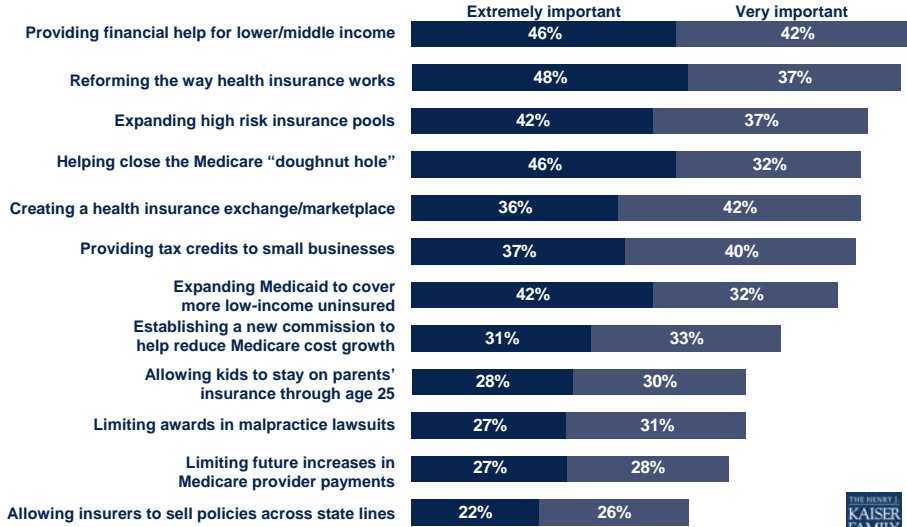 Extremely important Very important
Providing financial help for lower/middle income 46% 42%
Reforming the way health insurance works 48% 37%
Expanding high risk insurance pools 42% 37%
Helping close the Medicare “doughnut hole” 46% 32%
Creating a health insurance exchange/marketplace 36% 42%
Providing tax credits to small businesses 37% 40%
Expanding Medicaid to cover
more low-income uninsured 42% 32%
Establishing a new commission to
help reduce Medicare cost growth 31% 33%
Allowing kids to stay on parents’
insurance through age 25 28% 30%
Limiting awards in malpractice lawsuits 27% 31%
Limiting future increases in
Medicare provider payments 27% 28%
Allowing insurers to sell policies across state lines 22% 26%
THE HENRY J.
KAISER
FAMILY